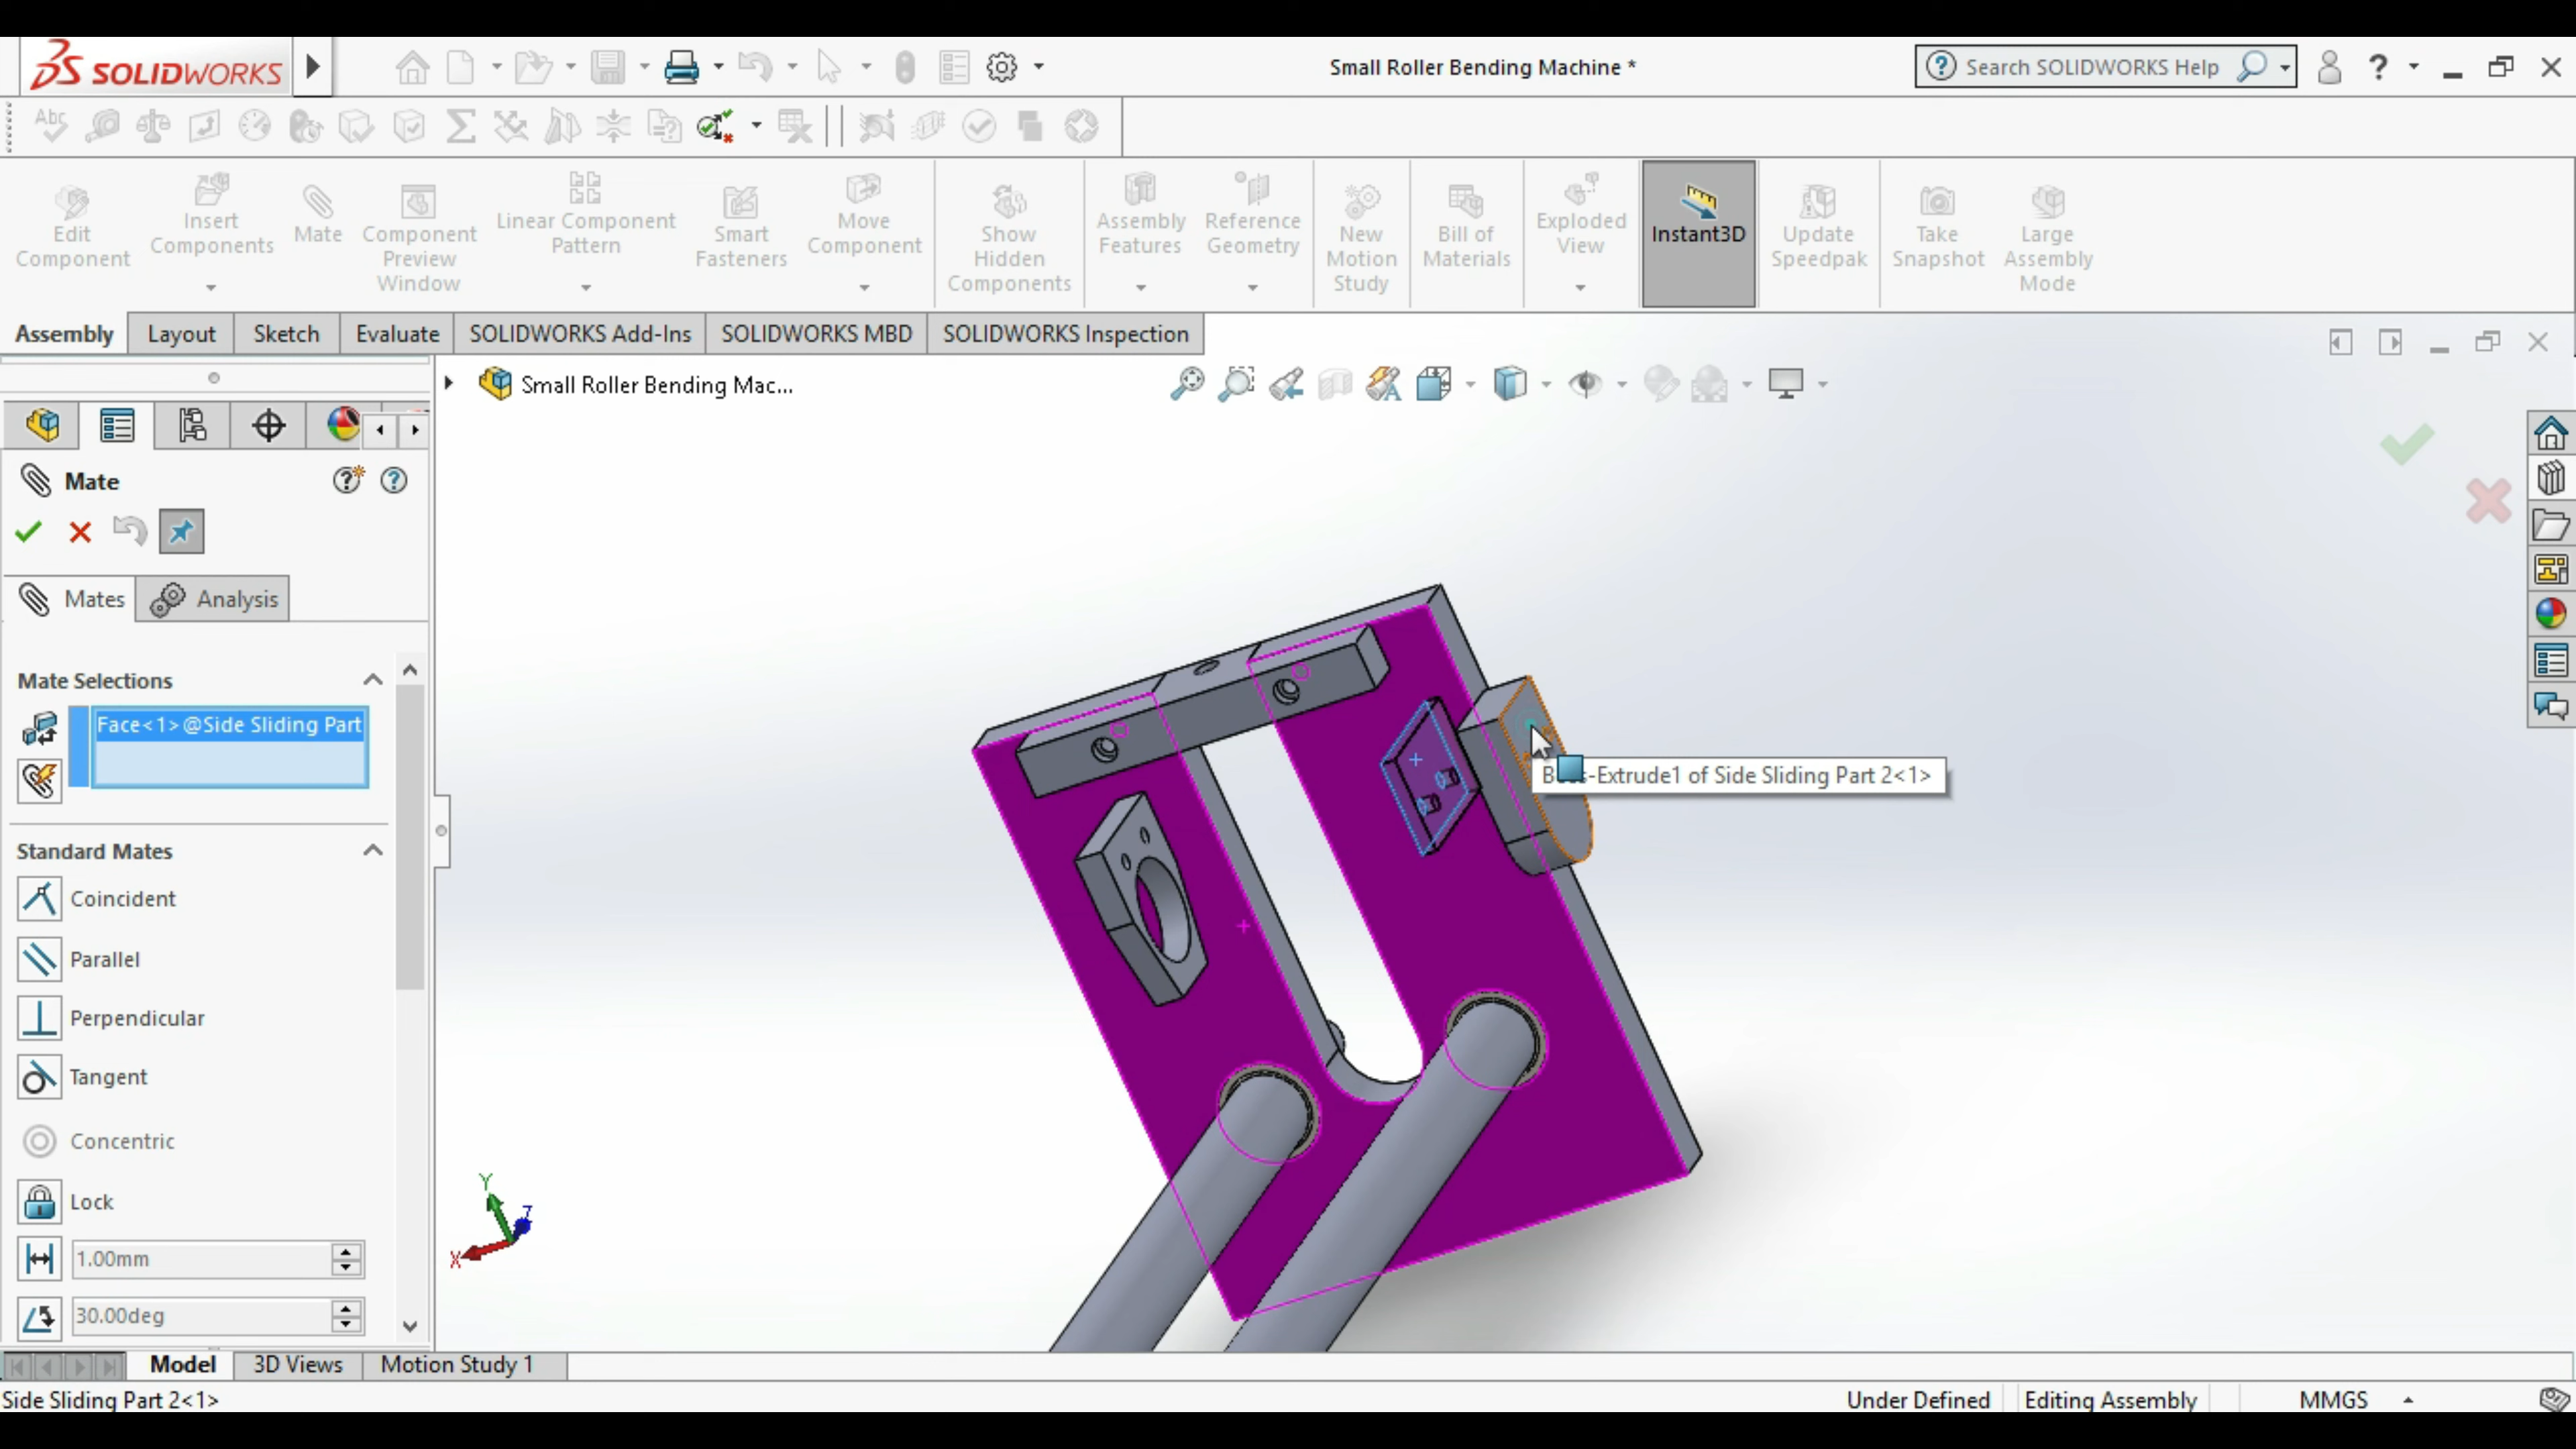 SOLIDWORKS
Small Roller Bending Machine *
Search SOLIDWORKS Help
Abc
Edit Component
Insert Components
Mate
Component Preview Window
Linear Component Pattern
Smart Fasteners
Move Component
Show Hidden Components
Assembly Features
Reference Geometry
New Motion Study
Bill of Materials
Exploded View
Instant3D
Update Speedpak
Take Snapshot
Large Assembly Mode
Assembly
Layout
Sketch
Evaluate
SOLIDWORKS Add-Ins
SOLIDWORKS MBD
SOLIDWORKS Inspection
Small Roller Bending Mac...
Mate
Mates
Analysis
Mate Selections
Face<1>@Side Sliding Part
Standard Mates
Coincident
Parallel
Perpendicular
Tangent
Concentric
Lock
1.00mm
30.00deg
-Extrude1 of Side Sliding Part 2<1>
Y
Z
X
Model
3D Views
Motion Study 1
Side Sliding Part 2<1>
Under Defined
Editing Assembly
MMGS